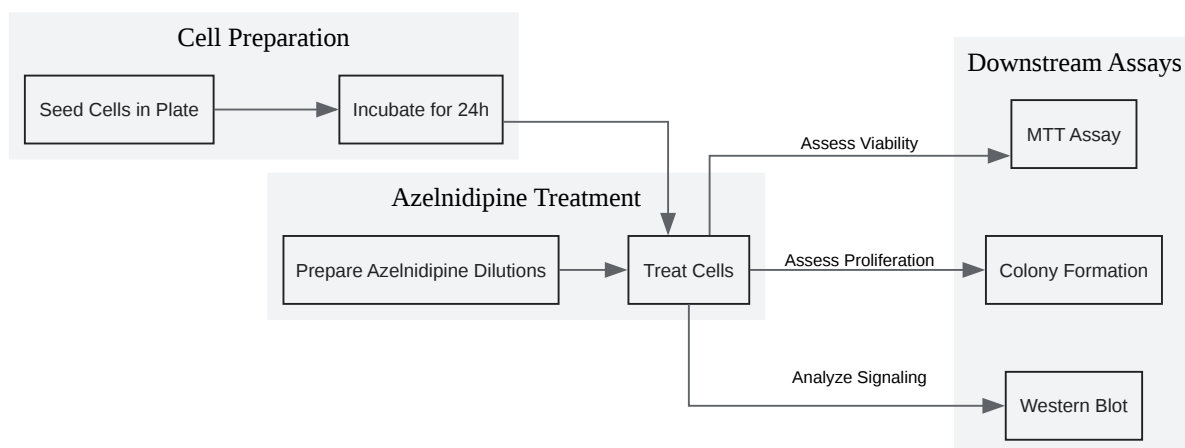 Cell Preparation
Seed Cells in Plate
Incubate for 24h
Azelnidipine Treatment
Prepare Azelnidipine Dilutions
Treat Cells
Assess Viability
Assess Proliferation
Analyze Signaling
Downstream Assays
MTT Assay
Colony Formation
Western Blot